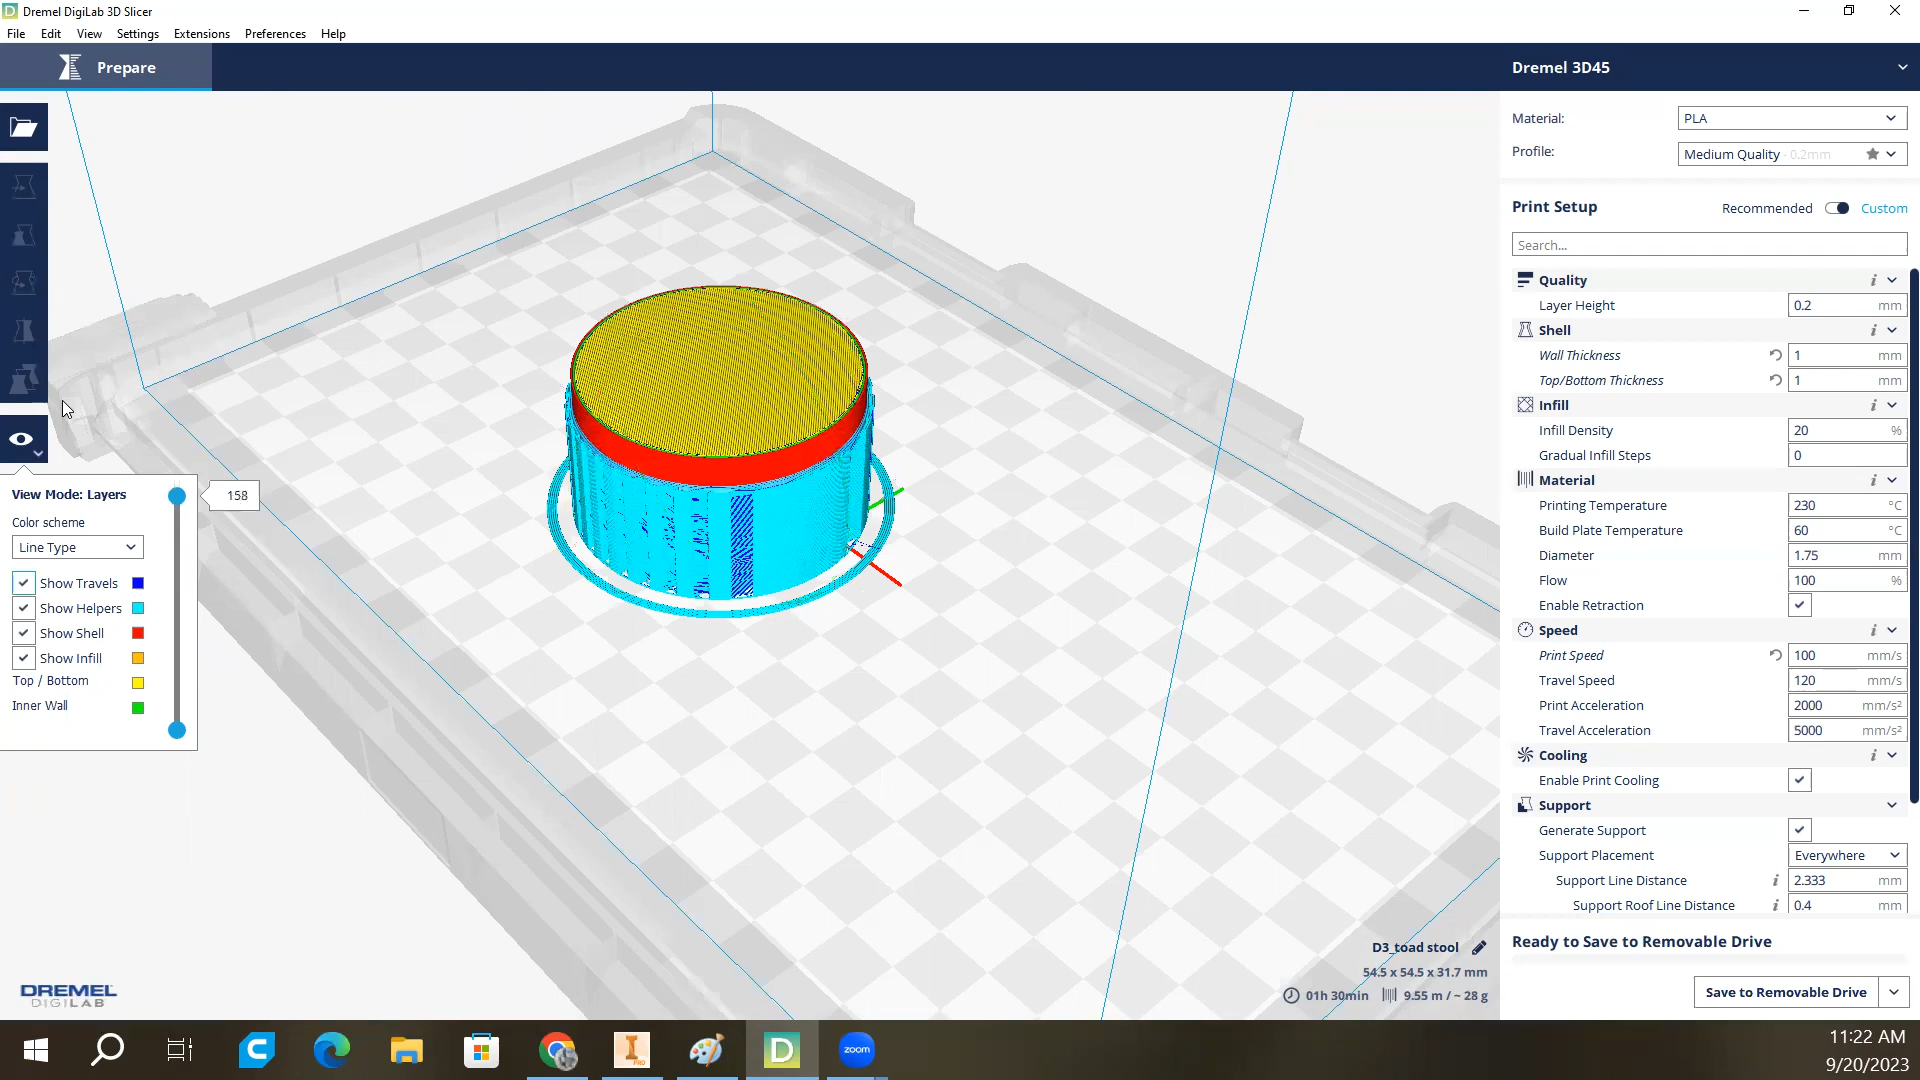 Dremel DigiLab 3D Slicer
File Edit View Settings Extensions Preferences Help
Prepare
Dremel 3D45
Material:
PLA
Profile:
Medium Quality - 0.2mm
Print Setup
Recommended
Custom
Search...
Quality
Layer Height 0.2 mm
Shell
Wall Thickness 1 mm
Top/Bottom Thickness 1 mm
Infill
Infill Density 20 %
Gradual Infill Steps 0
Material
Printing Temperature 230 °C
Build Plate Temperature 60 °C
Diameter 1.75 mm
Flow 100 %
Enable Retraction
Speed
Print Speed 100 mm/s
Travel Speed 120 mm/s
Print Acceleration 2000 mm/s²
Travel Acceleration 5000 mm/s²
Cooling
Enable Print Cooling
Support
Generate Support
Support Placement Everywhere
Support Line Distance 2.333 mm
Support Roof Line Distance 0.4 mm
Ready to Save to Removable Drive
Save to Removable Drive
View Mode: Layers
158
Color scheme
Line Type
Show Travels
Show Helpers
Show Shell
Show Infill
Top / Bottom
Inner Wall
D3_toad stool
54.5 x 54.5 x 31.7 mm
01h 30min 9.55 m / ~ 28 g
DREMEL
DIGILAB
I PRO
D
zoom
11:22 AM
9/20/2023